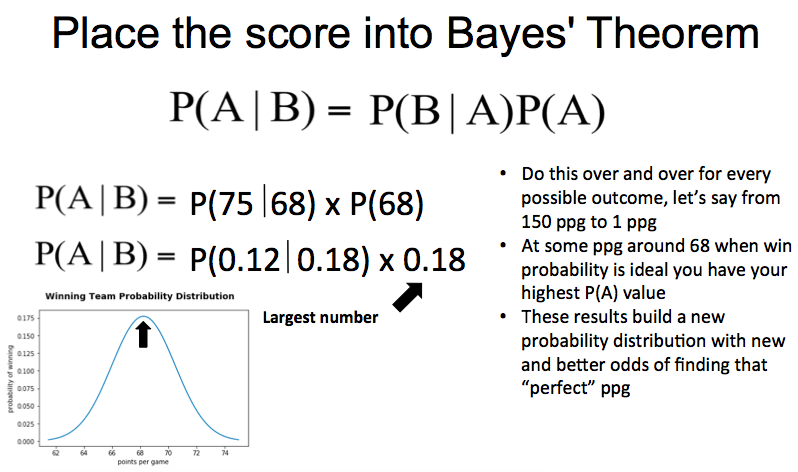 Place the score into Bayes' Theorem
P(A | B) = P(B | A)P(A)
P(A | B) = P(75 | 68) x P(68)
P(A | B) = P(0.12 | 0.18) x 0.18
Largest number
• Do this over and over for every
possible outcome, let’s say from
150 ppg to 1 ppg
• At some ppg around 68 when win
probability is ideal you have your
highest P(A) value
• These results build a new
probability distribution with new
and better odds of finding that
“perfect” ppg
Winning Team Probability Distribution
probability of winning
0.175
0.150
0.125
0.100
0.075
0.050
0.025
0.000
62 64 66 68 70 72 74
points per game